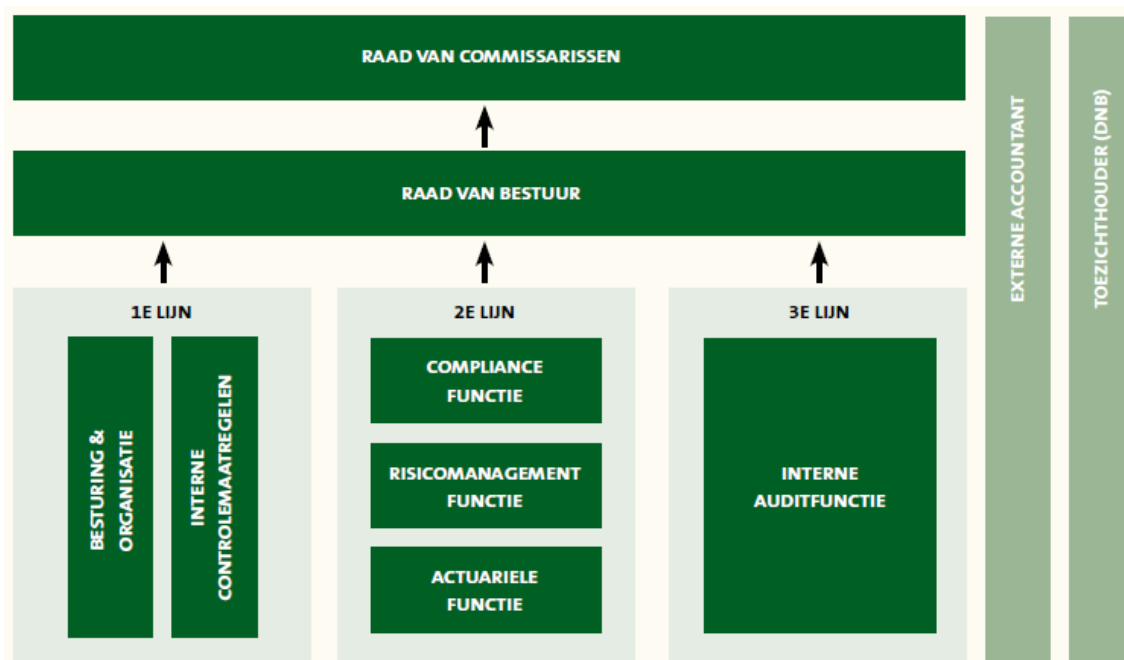 RAAD VAN COMMISSARISSEN
RAAD VAN BESTUUR
1E LIJN
BESTURING &
ORGANISATIE
INTERNE
CONTROLEMAATREGELEN
2E LIJN
COMPLIANCE
FUNCTIE
RISICOMANAGEMENT
FUNCTIE
ACTUARIELE
FUNCTIE
3E LIJN
INTERNE
AUDITFUNCTIE
EXTERNE ACCOUNTANT
TOEZICHTHOUDER (DNB)